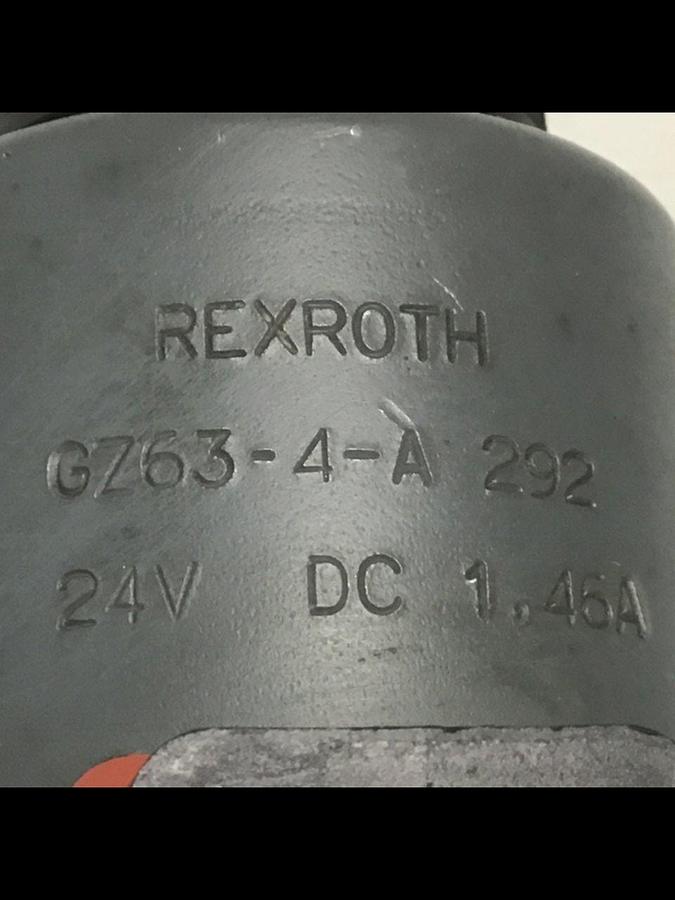 REXROTH
GZ63-4-A 292
24V DC 1,46A